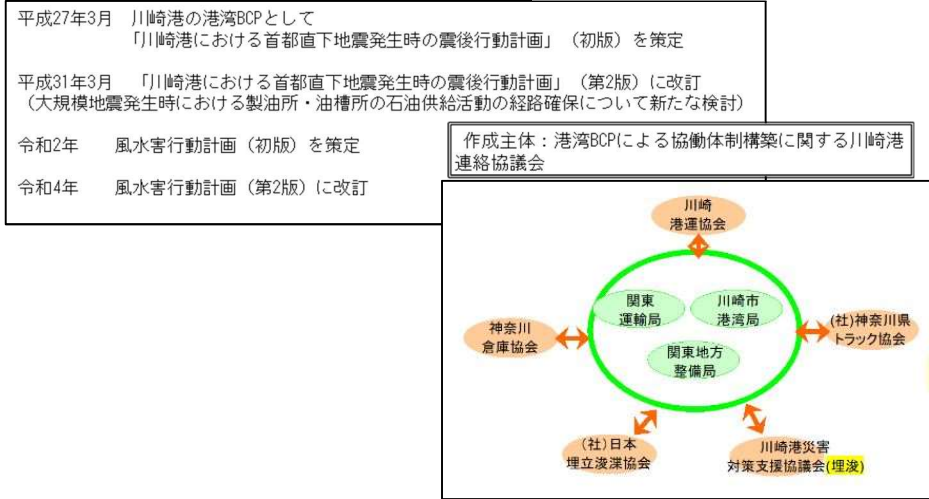 平成27年3月　川崎港の港湾BCPとして
「川崎港における首都直下地震発生時の震後行動計画」（初版）を策定
平成31年3月　「川崎港における首都直下地震発生時の震後行動計画」（第2版）に改訂
（大規模地震発生時における製油所・油槽所の石油供給活動の経路確保について新たな検討）
令和2年　　風水害行動計画（初版）を策定
令和4年　　風水害行動計画（第2版）に改訂
作成主体：港湾BCPによる協働体制構築に関する川崎港
連絡協議会
川崎
港運協会
関東
運輸局
川崎市
港湾局
関東地方
整備局
神奈川
倉庫協会
(社)神奈川県
トラック協会
(社)日本
埋立浚渫協会
川崎港災害
対策支援協議会(埋浚)